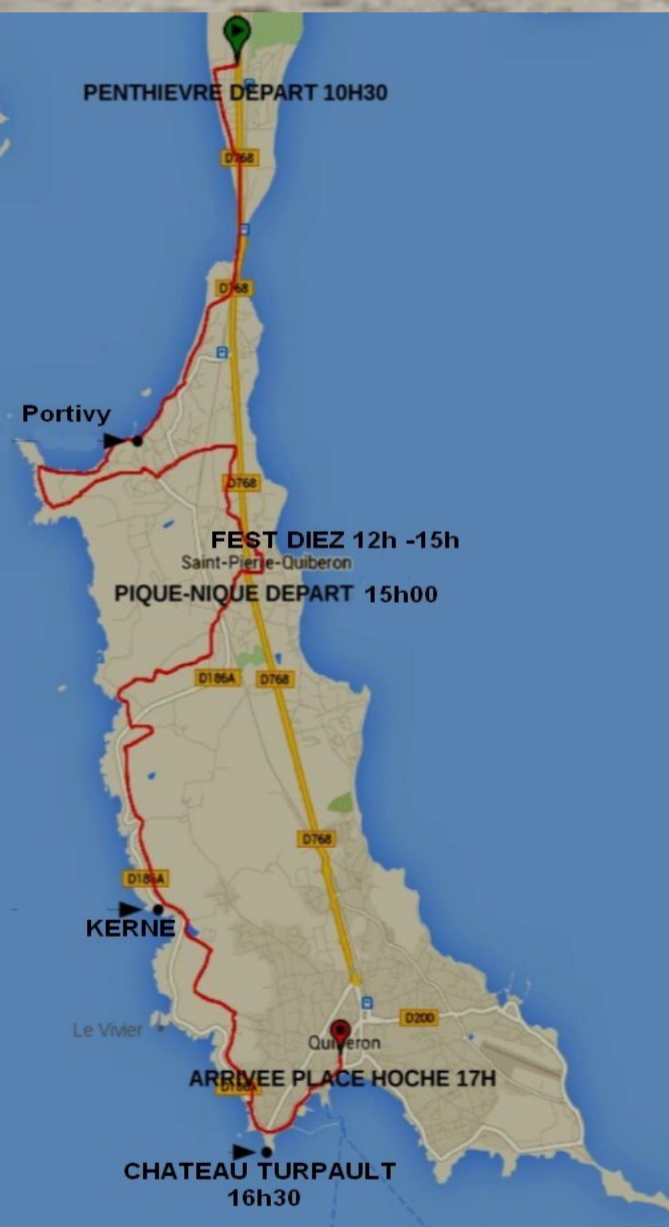 PENTHIEVRE DEPART 10H30
D768
D768
Portivy
D768
FEST DIEZ 12h -15h
Saint-Pierre-Quiberon
PIQUE-NIQUE DEPART 15h00
D186A
D768
D768
D186A
KERNE
D200
Le Vivier
Quiberon
ARRIVEE PLACE HOCHE 17H
D186A
CHATEAU TURPAULT
16h30